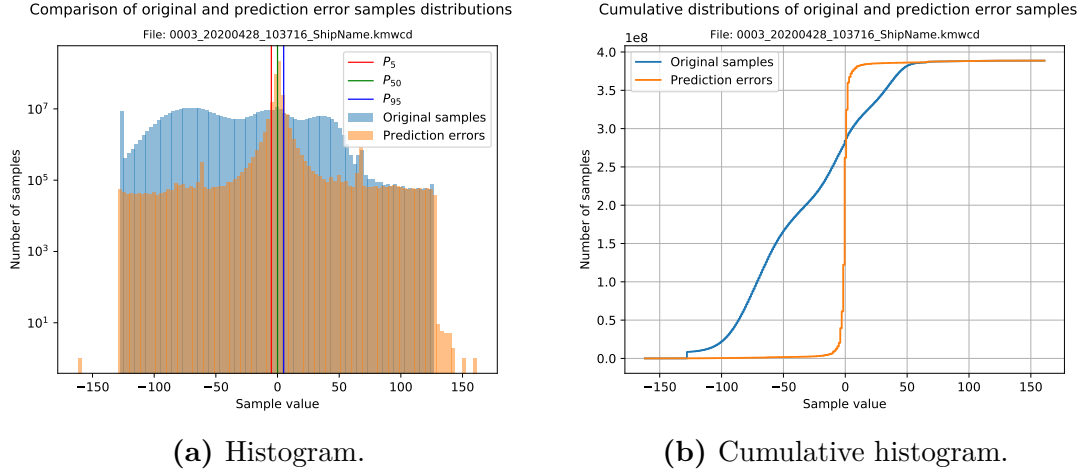 Comparison of original and prediction error samples distributions
File: 0003_20200428_103716_ShipName.kmwcd
P5
P50
P95
Original samples
Prediction errors
10^7
10^5
10^3
10^1
Number of samples
−150 −100 −50 0 50 100 150
Sample value
(a) Histogram.
Cumulative distributions of original and prediction error samples
1e8
File: 0003_20200428_103716_ShipName.kmwcd
Original samples
Prediction errors
4.0
3.5
3.0
2.5
2.0
1.5
1.0
0.5
0.0
Number of samples
−150 −100 −50 0 50 100 150
Sample value
(b) Cumulative histogram.